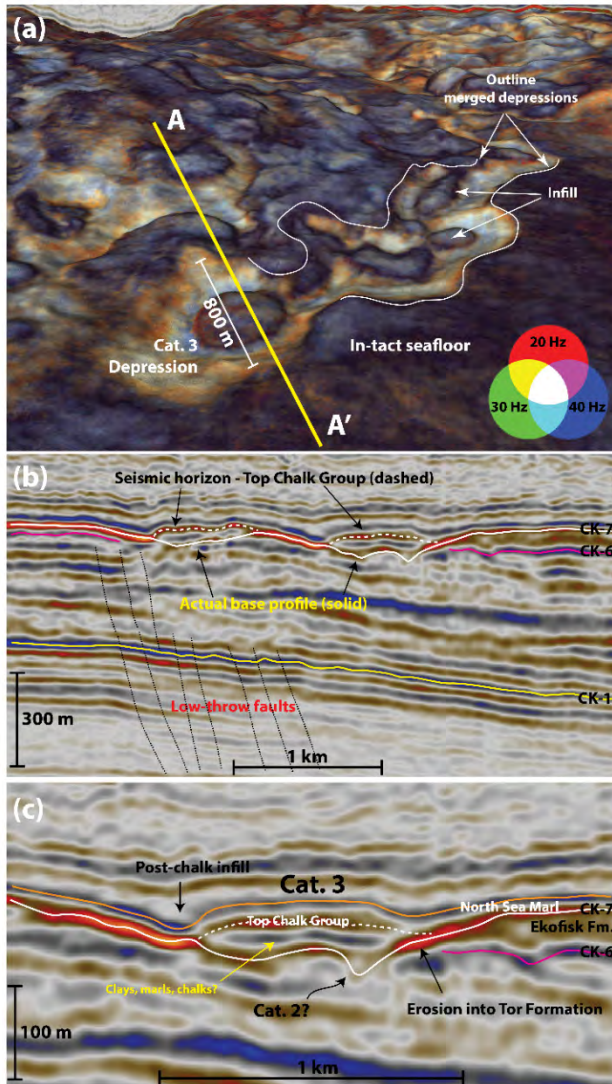 (a)
A
Outline
merged depressions
Infill
800 m
Cat. 3
Depression
In-tact seafloor
A'
20 Hz
30 Hz
40 Hz
(b)
Seismic horizon - Top Chalk Group (dashed)
CK-7
CK-6
Actual base profile (solid)
CK-1
Low-throw faults
300 m
1 km
(c)
Post-chalk infill
Cat. 3
CK-7
North Sea Marl
Top Chalk Group
Ekofisk Fm.
CK-6
Clays, marls, chalks?
Cat. 2?
Erosion into Tor Formation
100 m
1 km